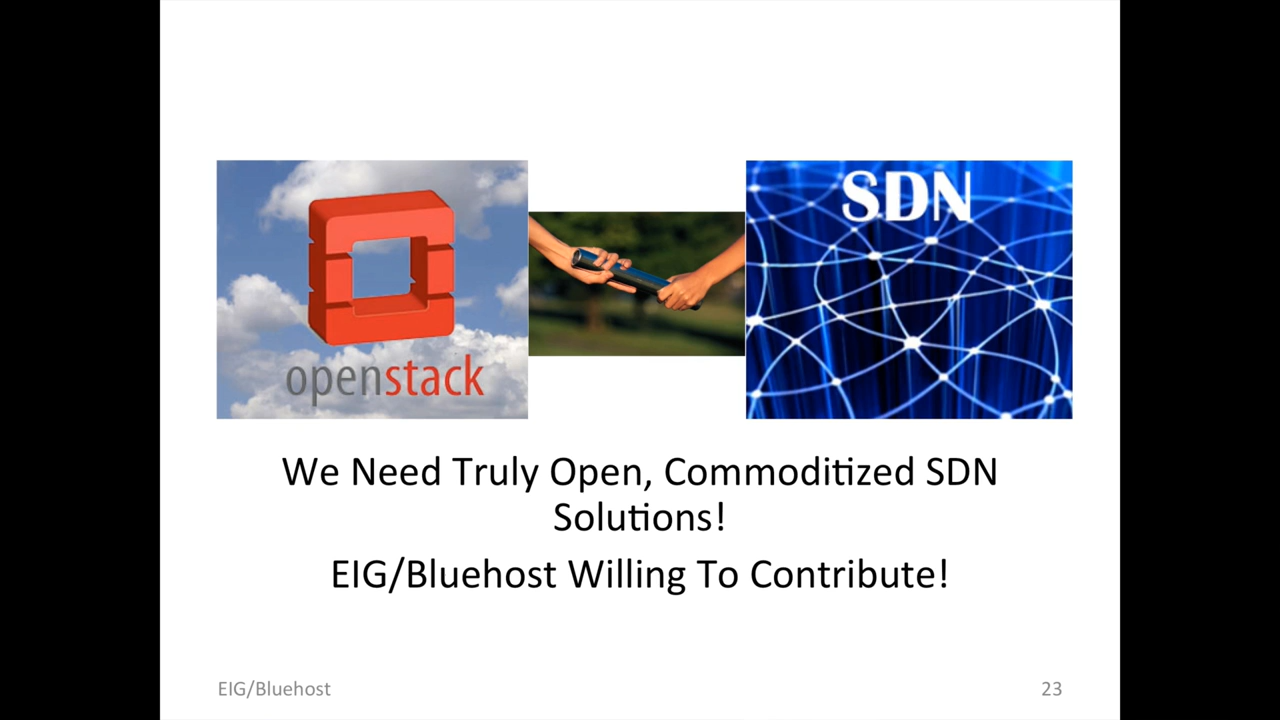 SDN
openstack
We Need Truly Open, Commoditized SDN
Solutions!
EIG/Bluehost Willing To Contribute!
EIG/Bluehost
23